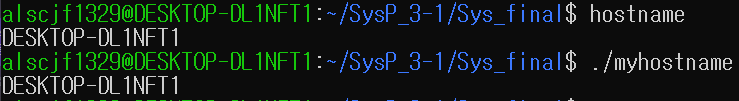 alscjf1329@DESKTOP-DL1NFT1:~/SysP_3-1/Sys_final$ hostname
DESKTOP-DL1NFT1
alscjf1329@DESKTOP-DL1NFT1:~/SysP_3-1/Sys_final$ ./myhostname
DESKTOP-DL1NFT1